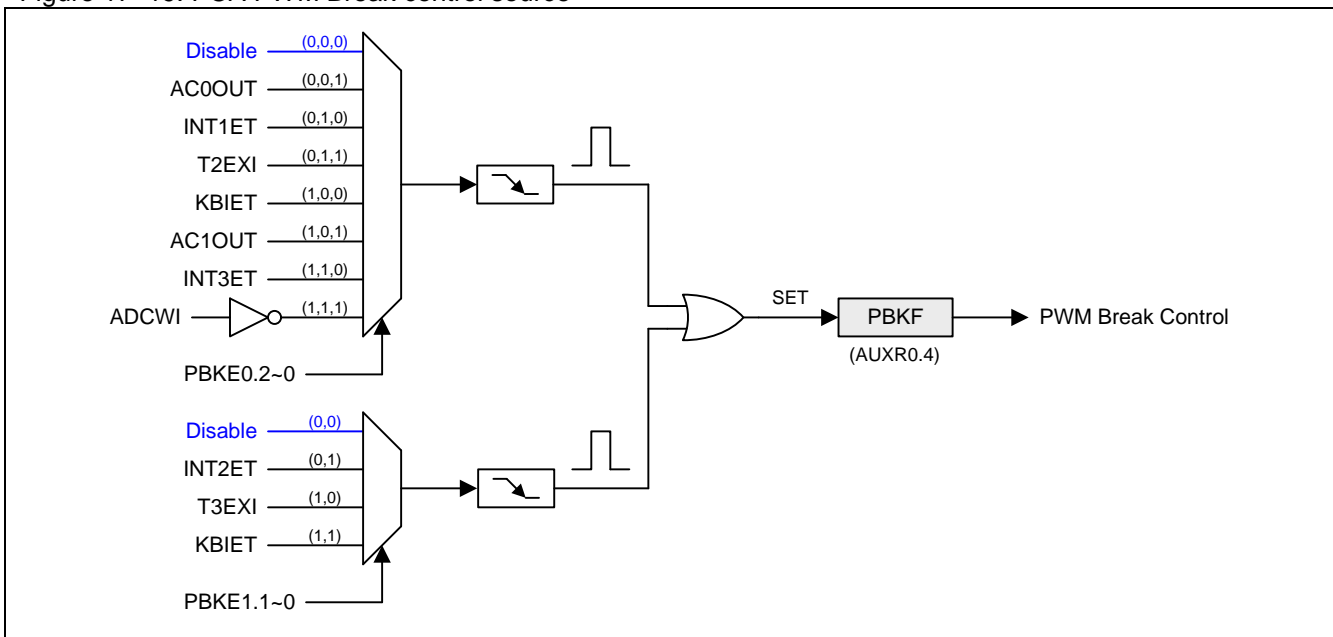 Disable (0,0,0)
AC0OUT (0,0,1)
INT1ET (0,1,0)
T2EXI (0,1,1)
KBIET (1,0,0)
AC1OUT (1,0,1)
INT3ET (1,1,0)
ADCWI (1,1,1)
PBKE0.2~0
SET
PBKF
PWM Break Control
(AUXR0.4)
Disable (0,0)
INT2ET (0,1)
T3EXI (1,0)
KBIET (1,1)
PBKE1.1~0